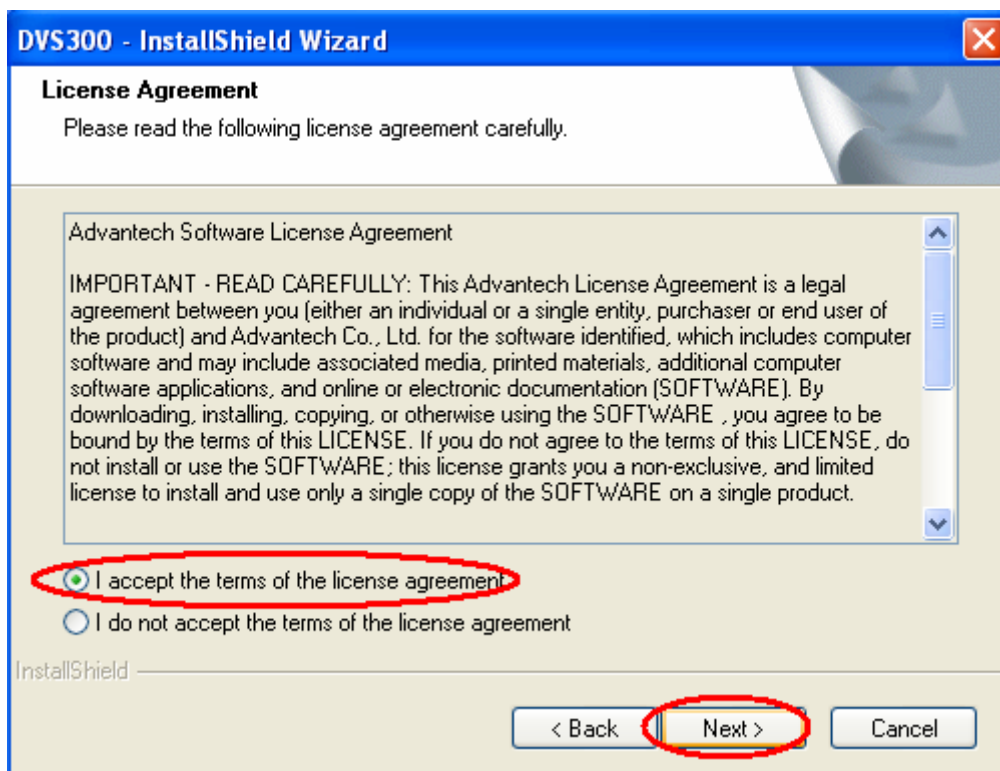 DVS300 - InstallShield Wizard
License Agreement
Please read the following license agreement carefully.
Advantech Software License Agreement
IMPORTANT - READ CAREFULLY: This Advantech License Agreement is a legal
agreement between you (either an individual or a single entity, purchaser or end user of
the product) and Advantech Co., Ltd. for the software identified, which includes computer
software and may include associated media, printed materials, additional computer
software applications, and online or electronic documentation (SOFTWARE). By
downloading, installing, copying, or otherwise using the SOFTWARE , you agree to be
bound by the terms of this LICENSE. If you do not agree to the terms of this LICENSE, do
not install or use the SOFTWARE; this license grants you a non-exclusive, and limited
license to install and use only a single copy of the SOFTWARE on a single product.
I accept the terms of the license agreement
I do not accept the terms of the license agreement
InstallShield
< Back Next > Cancel